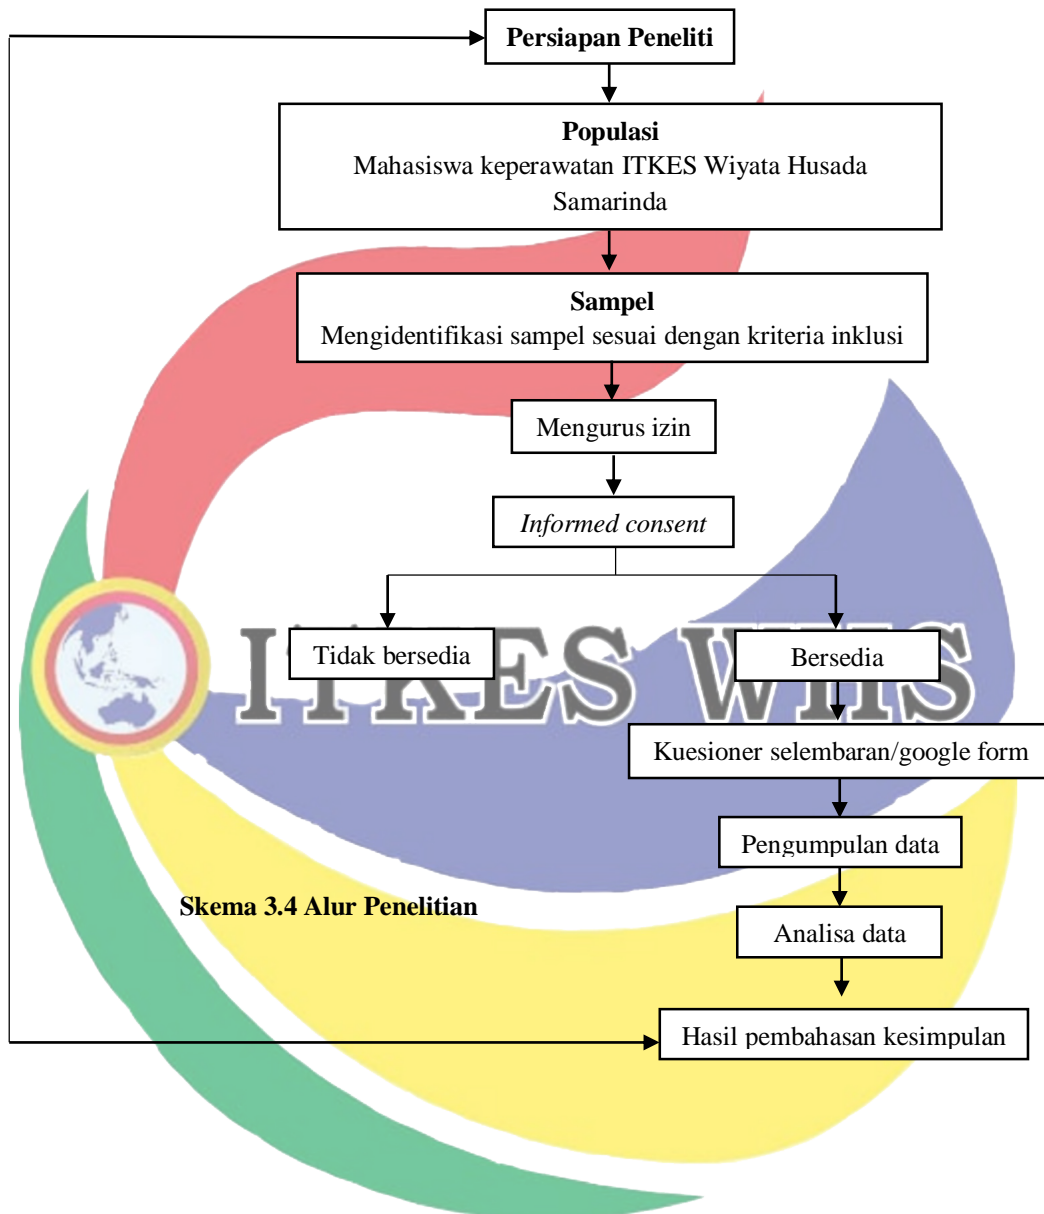 Persiapan Peneliti
Populasi
Mahasiswa keperawatan ITKES Wiyata Husada
Samarinda
Sampel
Mengidentifikasi sampel sesuai dengan kriteria inklusi
Mengurus izin
Informed consent
Tidak bersedia
Bersedia
ITKES WHS
Kuesioner selembaran/google form
Pengumpulan data
Skema 3.4 Alur Penelitian
Analisa data
Hasil pembahasan kesimpulan